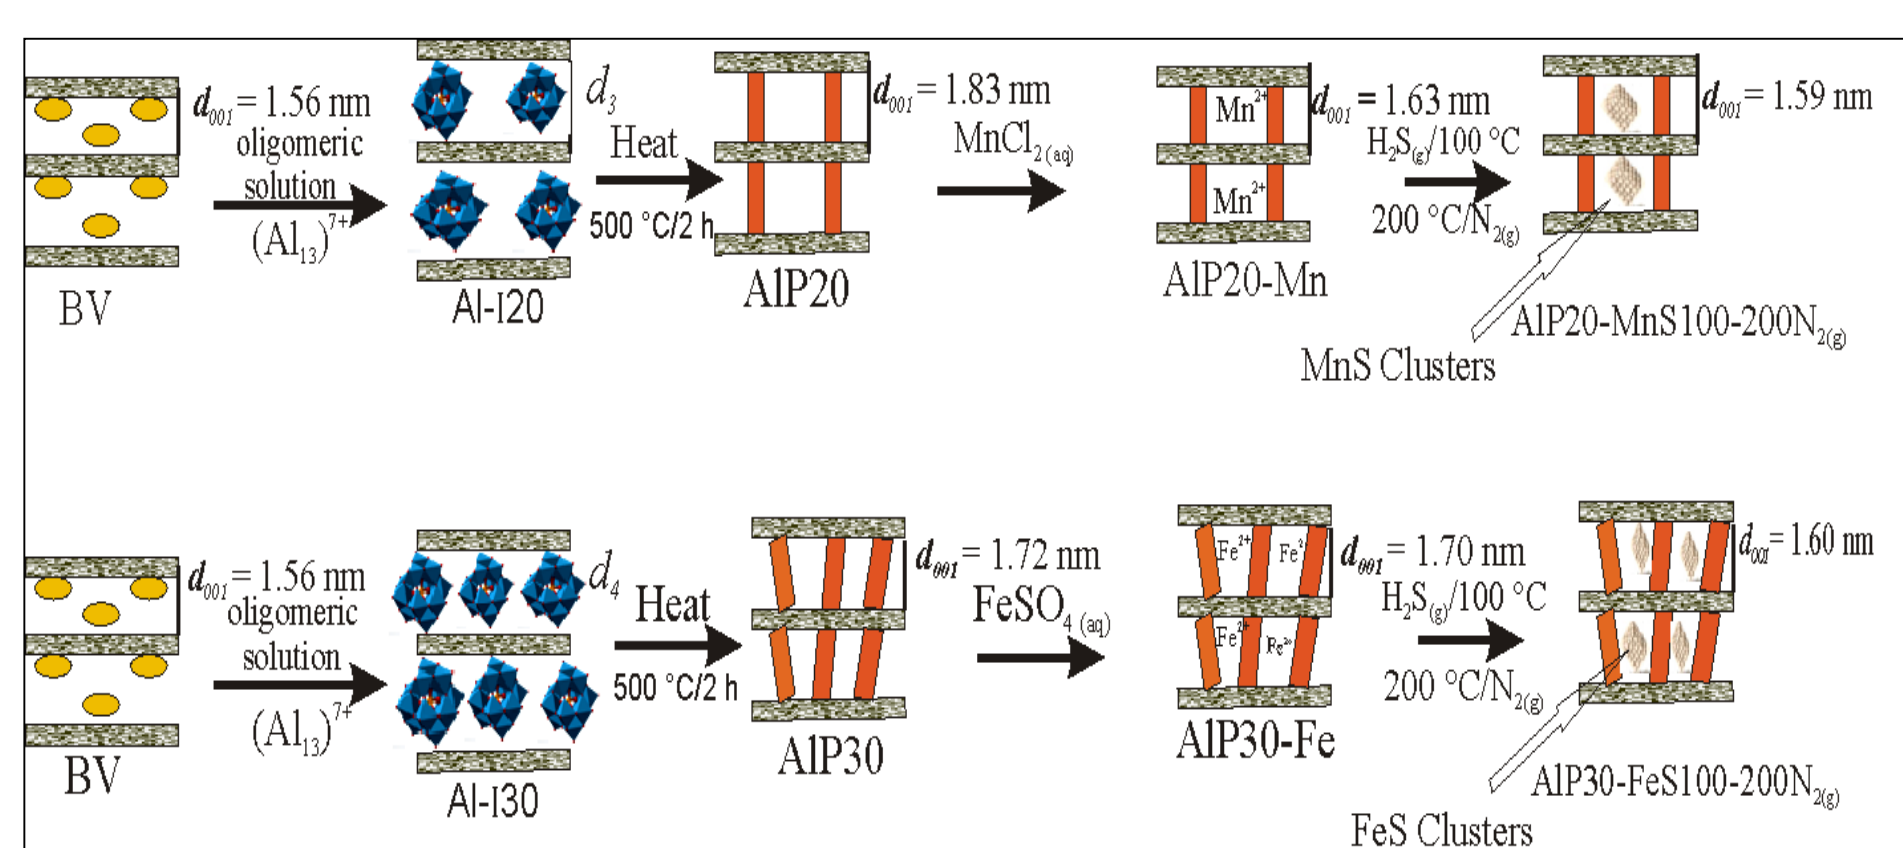 d001 = 1.56 nm
oligomeric
solution
(Al13)7+
BV
d3
Al-I20
Heat
500 °C/2 h
AlP20
d001 = 1.83 nm
MnCl2 (aq)
Mn2+
Mn2+
AlP20-Mn
d001 = 1.63 nm
H2S(g)/100 °C
200 °C/N2(g)
d001 = 1.59 nm
AlP20-MnS100-200N2(g)
MnS Clusters
d001 = 1.56 nm
oligomeric
solution
(Al13)7+
BV
d4
Al-I30
Heat
500 °C/2 h
AlP30
d001 = 1.72 nm
FeSO4 (aq)
Fe2+ Fe2
Fe2+ Fe2+
AlP30-Fe
d001 = 1.70 nm
H2S(g)/100 °C
200 °C/N2(g)
d001 = 1.60 nm
AlP30-FeS100-200N2(g)
FeS Clusters